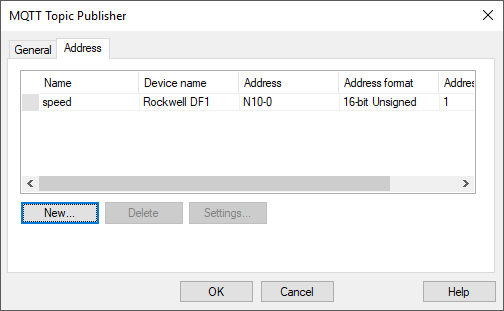 MQTT Topic Publisher
General Address
Name Device name Address Address format Addres
speed Rockwell DF1 N10-0 16-bit Unsigned 1
New... Delete Settings...
OK Cancel Help